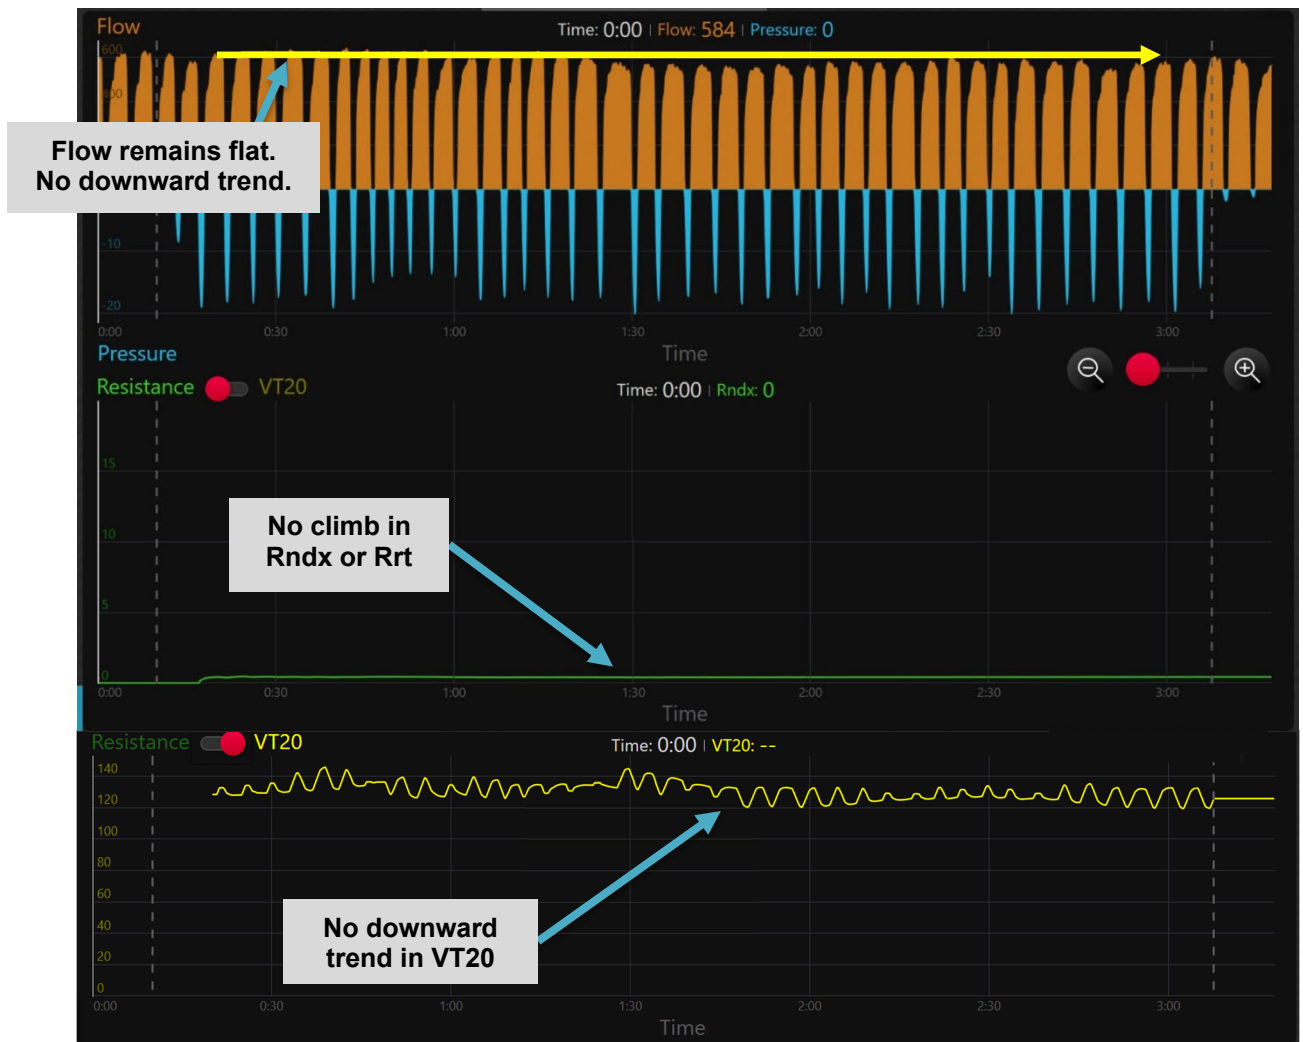 Flow
Time: 0:00 | Flow: 584 | Pressure: 0
600
400
Flow remains flat.
No downward trend.
-10
-20
0:00 0:30 1:00 1:30 2:00 2:30 3:00
Time
Pressure
Resistance VT20
Time: 0:00 | Rndx: 0
15
10
5
0
No climb in
Rndx or Rrt
0:00 0:30 1:00 1:30 2:00 2:30 3:00
Time
Resistance VT20
Time: 0:00 | VT20: --
140
120
100
80
60
40
20
0
No downward
trend in VT20
0:00 0:30 1:00 1:30 2:00 2:30 3:00
Time